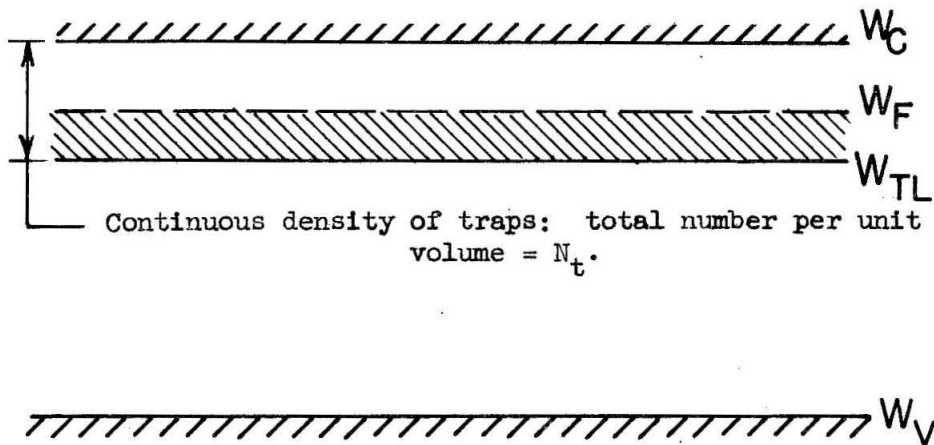 W_C
W_F
W_TL
Continuous density of traps: total number per unit
volume = N_t.
W_V